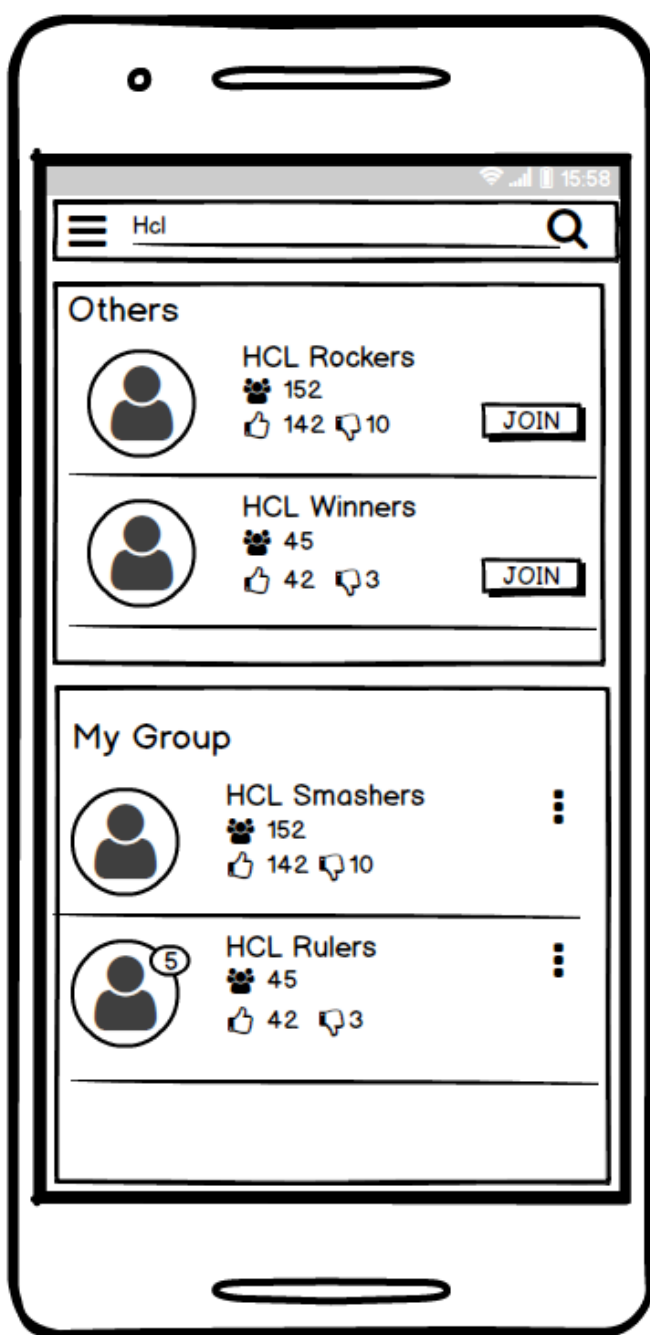 15:58
Hcl
Others
HCL Rockers
152
142 10
JOIN
HCL Winners
45
42 3
JOIN
My Group
HCL Smashers
152
142 10
5
HCL Rulers
45
42 3